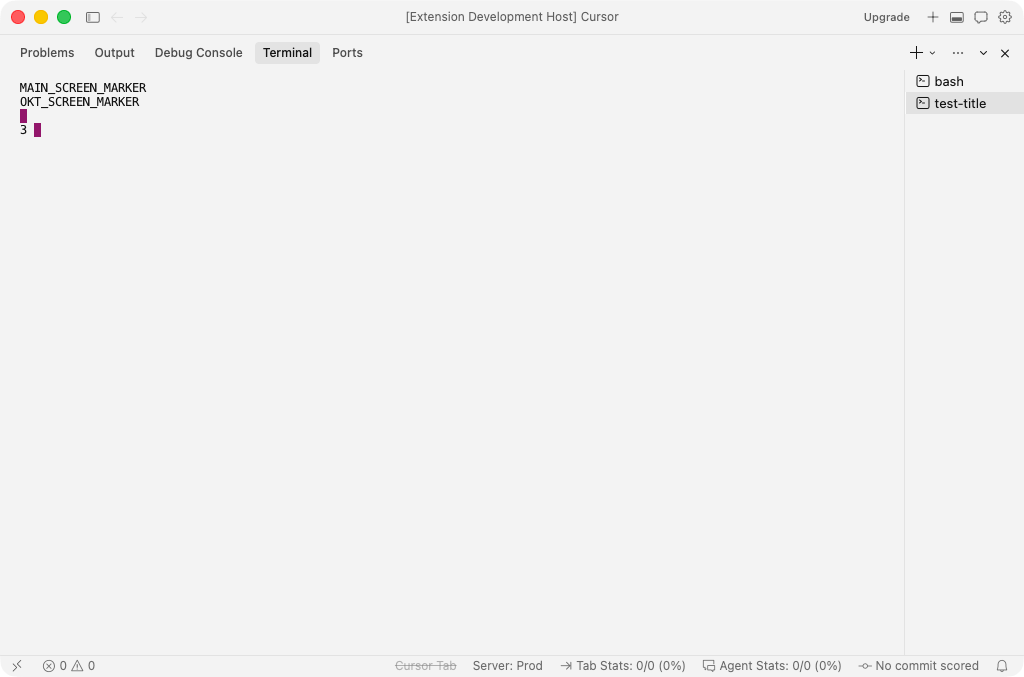 [Extension Development Host] Cursor
Upgrade
Problems Output Debug Console Terminal Ports
MAIN_SCREEN_MARKER
OKT_SCREEN_MARKER
3
bash
test-title
0 0 Cursor Tab Server: Prod Tab Stats: 0/0 (0%) Agent Stats: 0/0 (0%) No commit scored